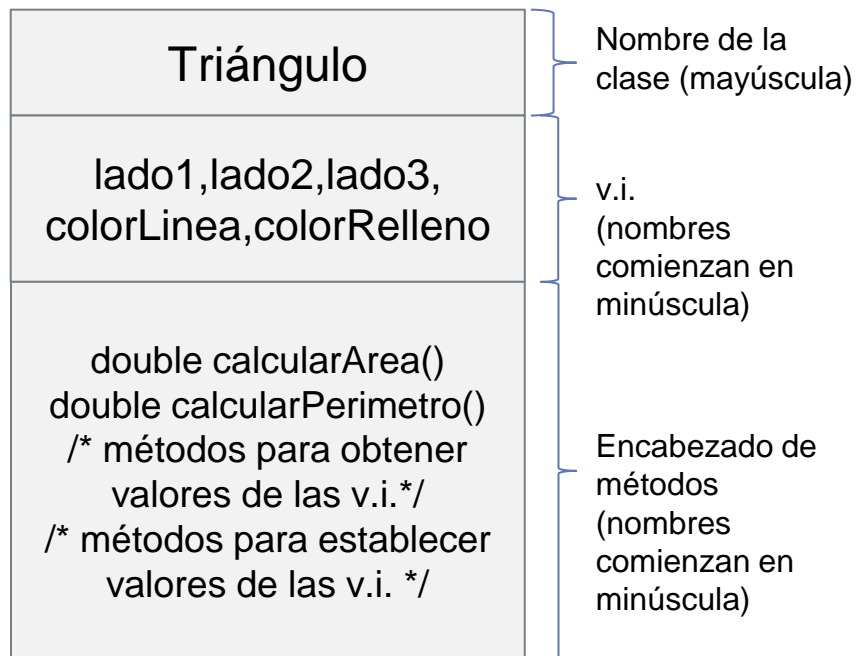 Triángulo
Nombre de la
clase (mayúscula)
lado1,lado2,lado3,
colorLinea,colorRelleno
v.i.
(nombres
comienzan en
minúscula)
double calcularArea()
double calcularPerimetro()
/* métodos para obtener
valores de las v.i.*/
/* métodos para establecer
valores de las v.i. */
Encabezado de
métodos
(nombres
comienzan en
minúscula)